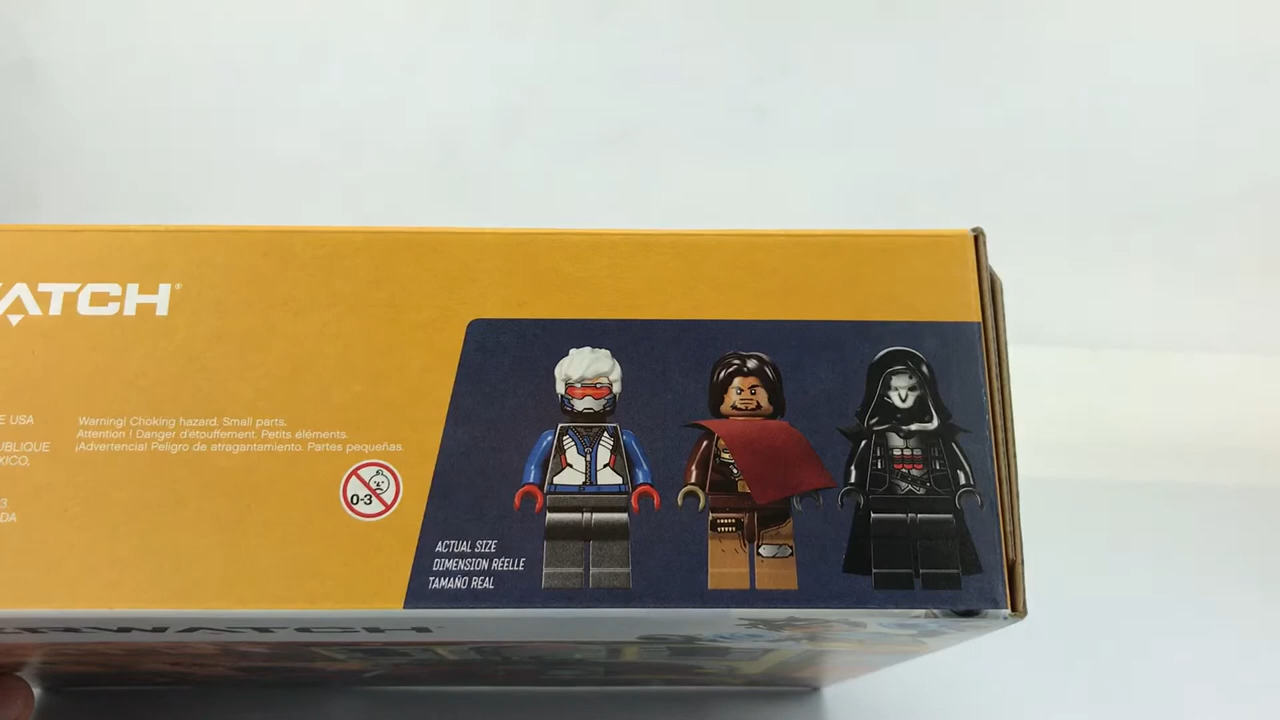 WATCH®
E USA
UBLIQUE
XICO,
3.
DA
Warning! Choking hazard. Small parts.
Attention ! Danger d'étouffement. Petits éléments.
¡Advertencia! Peligro de atragantamiento. Partes pequeñas.
0-3
ACTUAL SIZE
DIMENSION RÉELLE
TAMAÑO REAL
ERWATCH